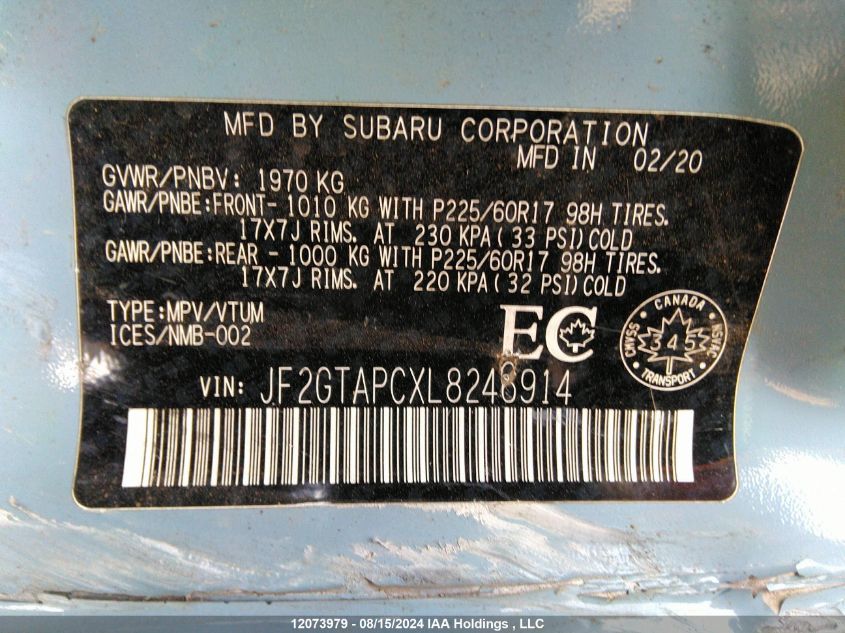 MFD BY SUBARU CORPORATION
MFD IN 02/20
GVWR/PNBV: 1970 KG
GAWR/PNBE:FRONT- 1010 KG WITH P225/60R17 98H TIRES.
17X7J RIMS. AT 230 KPA( 33 PSI)COLD
GAWR/PNBE:REAR - 1000 KG WITH P225/60R17 98H TIRES.
17X7J RIMS. AT 220 KPA( 32 PSI)COLD
TYPE:MPV/VTUM
ICES/NMB-002
EC
CANADA
CMVSS 345 NSVAC
TRANSPORT
VIN: JF2GTAPCXL8246914
12073979 - 08/15/2024 IAA Holdings , LLC